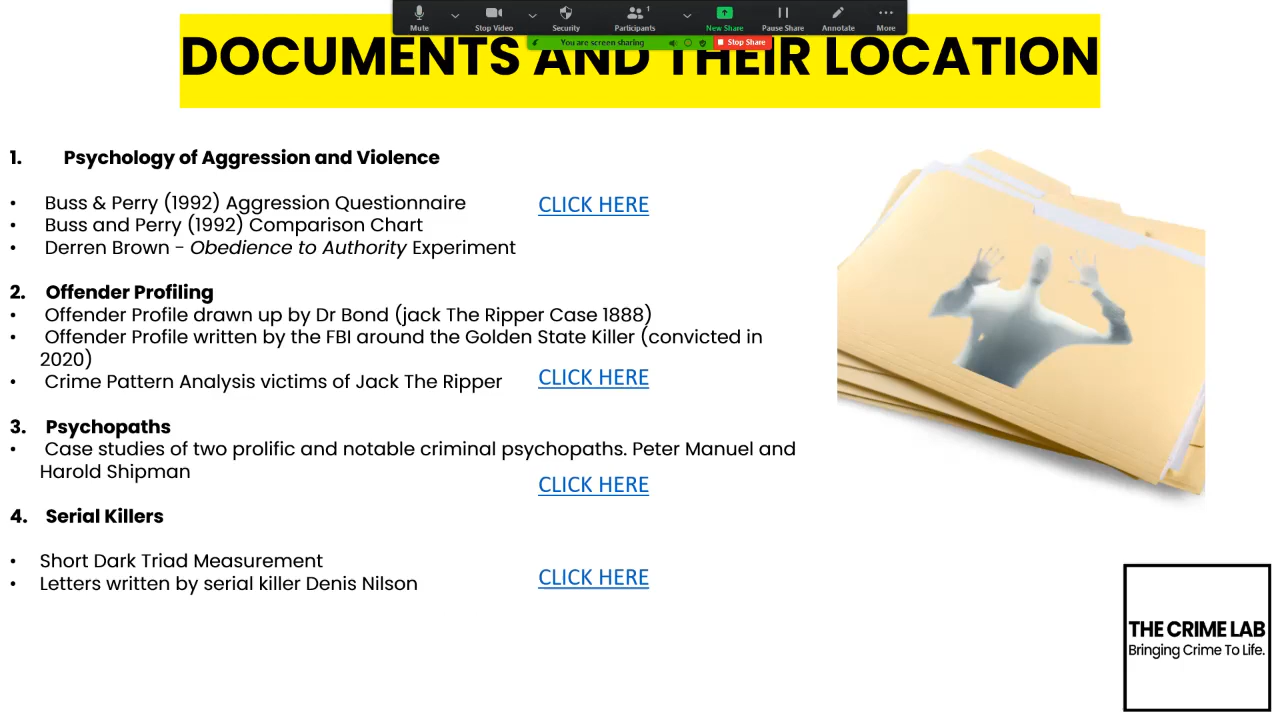 Mute
Stop Video
Security
Participants
1
New Share
Pause Share
Annotate
More
You are screen sharing
Stop Share
DOCUMENTS AND THEIR LOCATION
1. Psychology of Aggression and Violence
• Buss & Perry (1992) Aggression Questionnaire
CLICK HERE
• Buss and Perry (1992) Comparison Chart
• Derren Brown - Obedience to Authority Experiment
2. Offender Profiling
• Offender Profile drawn up by Dr Bond (jack The Ripper Case 1888)
• Offender Profile written by the FBI around the Golden State Killer (convicted in
2020)
• Crime Pattern Analysis victims of Jack The Ripper
CLICK HERE
3. Psychopaths
• Case studies of two prolific and notable criminal psychopaths. Peter Manuel and
Harold Shipman
CLICK HERE
4. Serial Killers
• Short Dark Triad Measurement
• Letters written by serial killer Denis Nilson
CLICK HERE
THE CRIME LAB
Bringing Crime To Life.